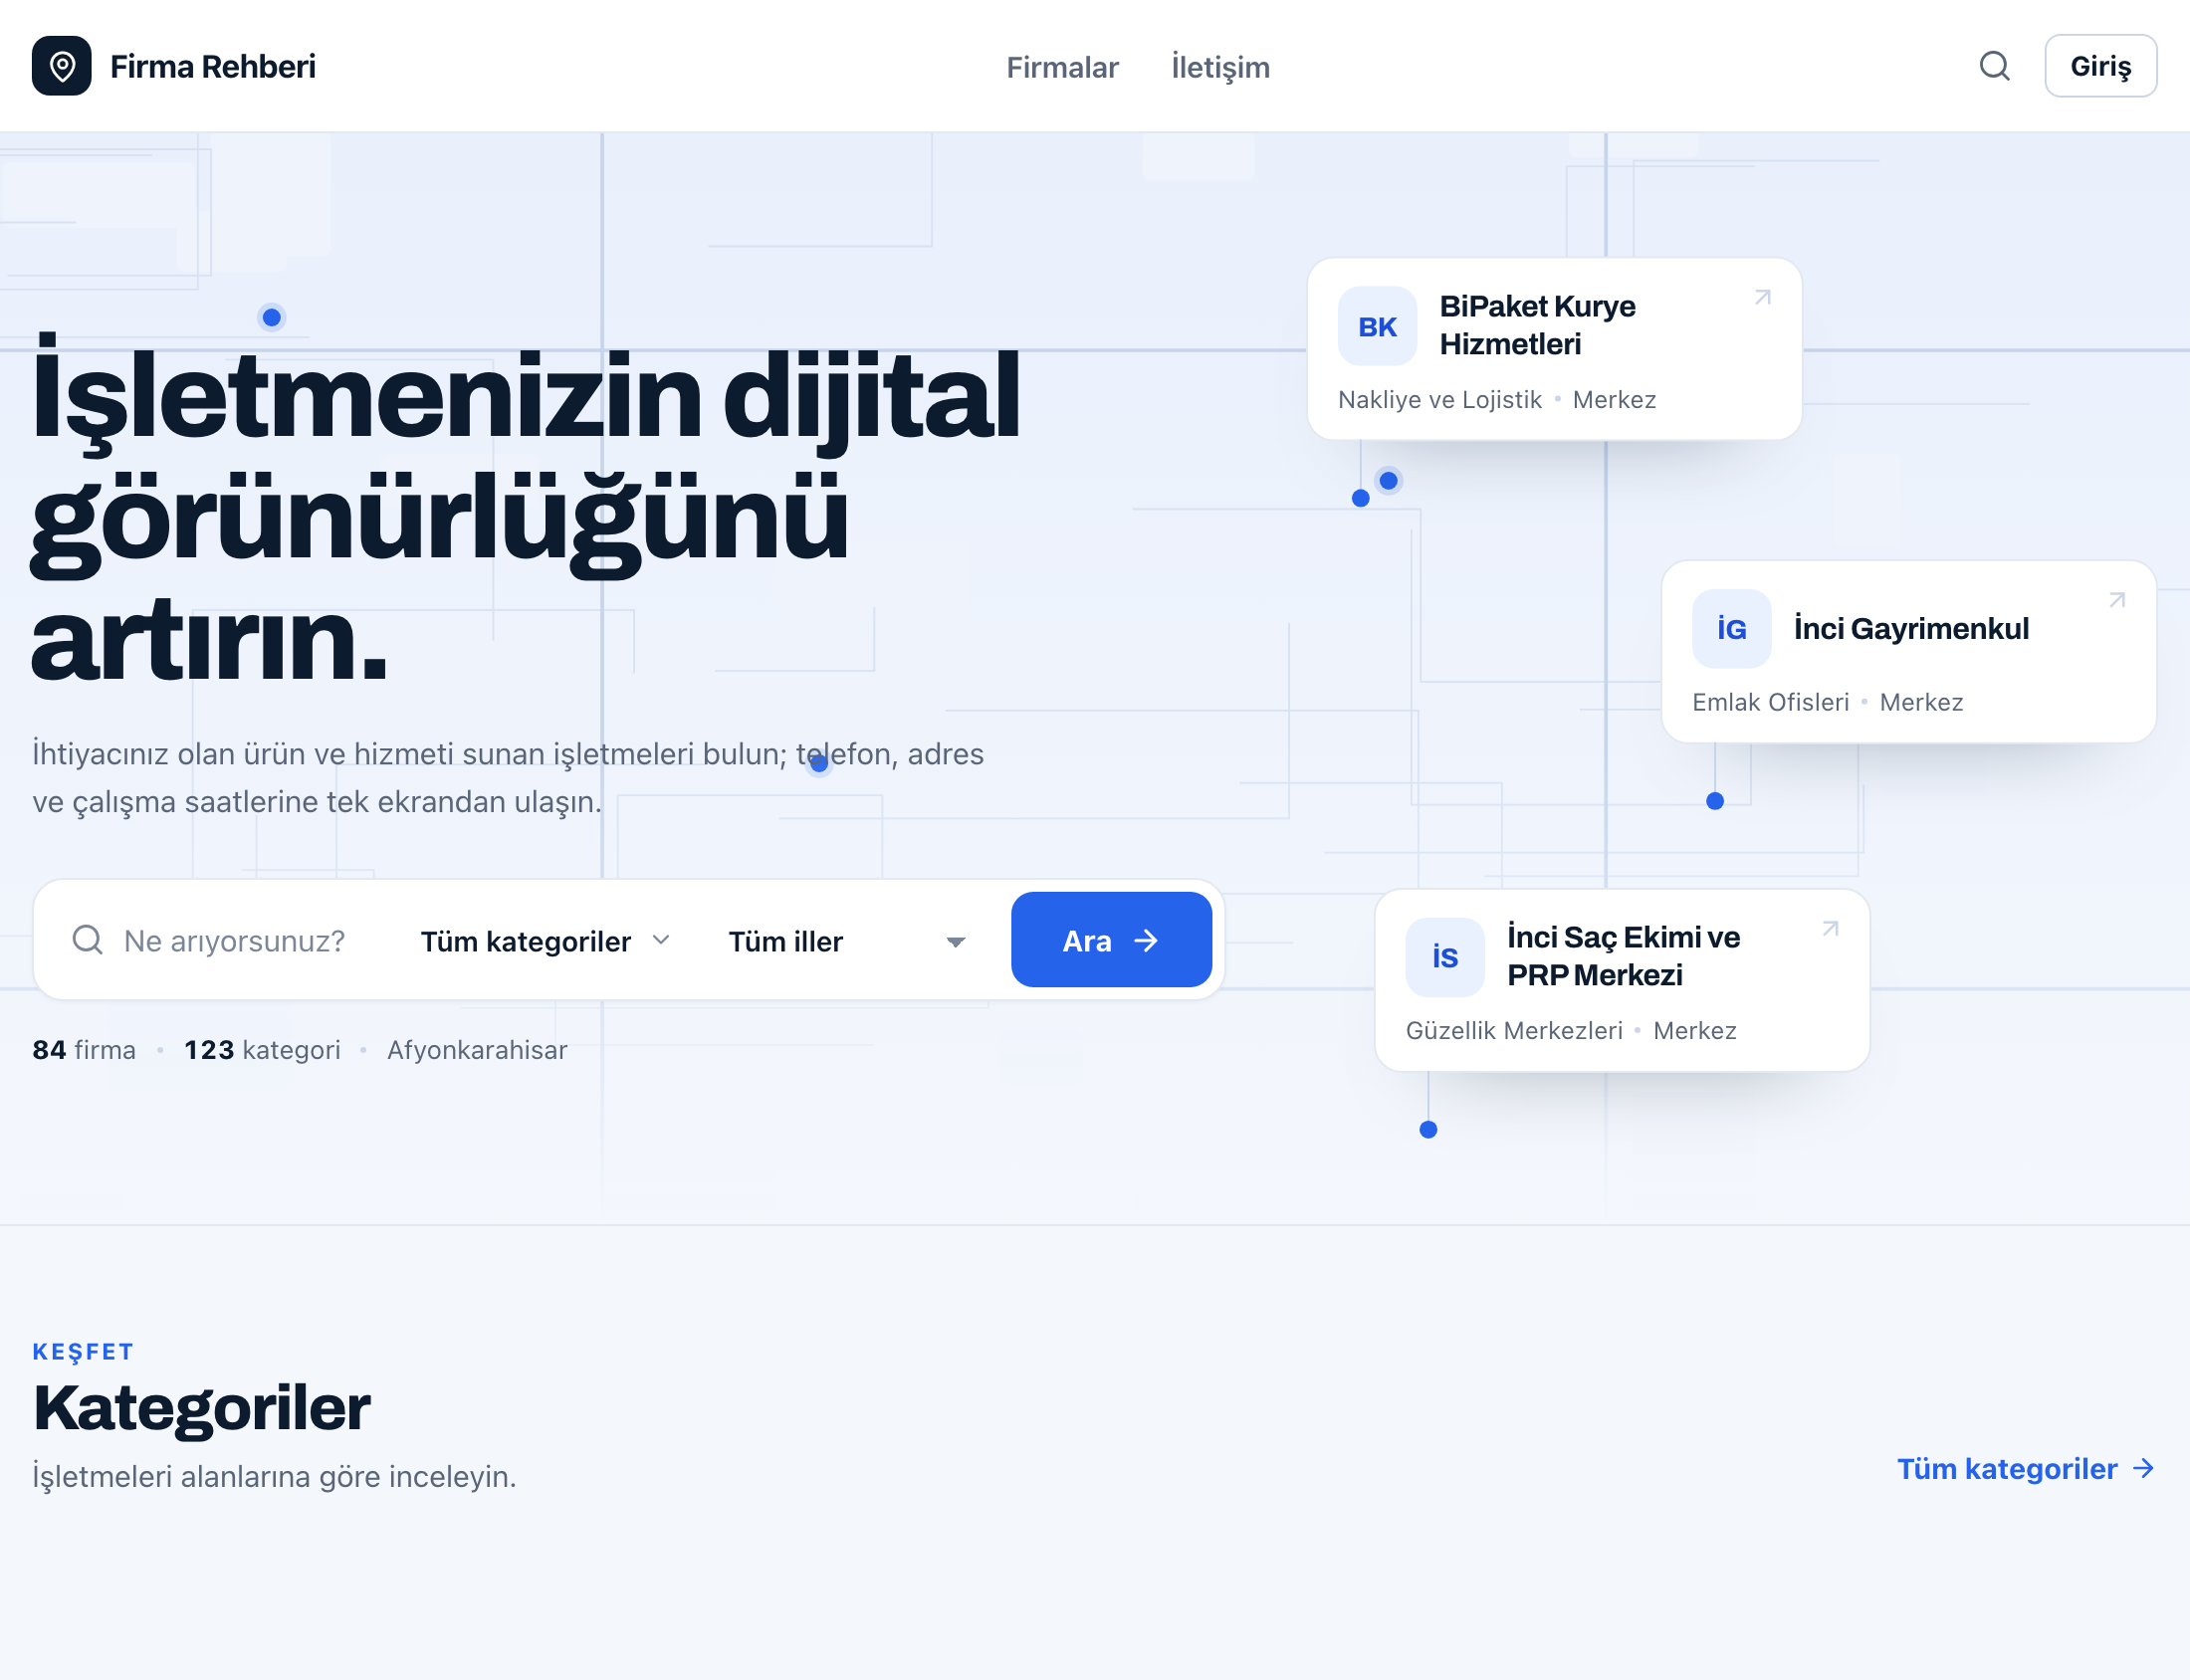 Firma Rehberi
Firmalar
İletişim
Giriş
İşletmenizin dijital
görünürlüğünü
artırın.
İhtiyacınız olan ürün ve hizmeti sunan işletmeleri bulun; telefon, adres
ve çalışma saatlerine tek ekrandan ulaşın.
Ne arıyorsunuz?
Tüm kategoriler
Tüm iller
Ara
84 firma • 123 kategori • Afyonkarahisar
BK
BiPaket Kurye
Hizmetleri
Nakliye ve Lojistik • Merkez
İG
İnci Gayrimenkul
Emlak Ofisleri • Merkez
İS
İnci Saç Ekimi ve
PRP Merkezi
Güzellik Merkezleri • Merkez
KEŞFET
Kategoriler
İşletmeleri alanlarına göre inceleyin.
Tüm kategoriler